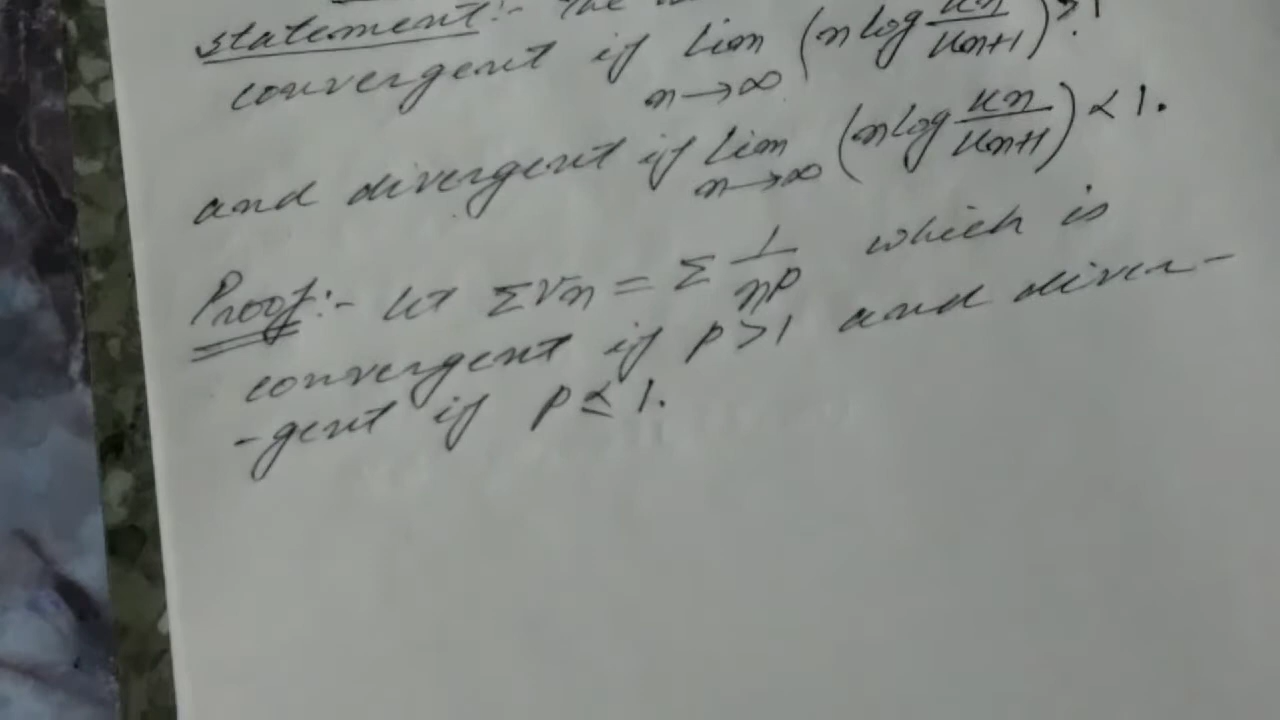 statement:- The
convergent if lim n→∞ (n log un/un+1) > 1
and divergent if lim n→∞ (n log un/un+1) < 1.
Proof:- let Σvn = Σ 1/n^p which is
convergent if p > 1 and diver-
-gent if p ≤ 1.